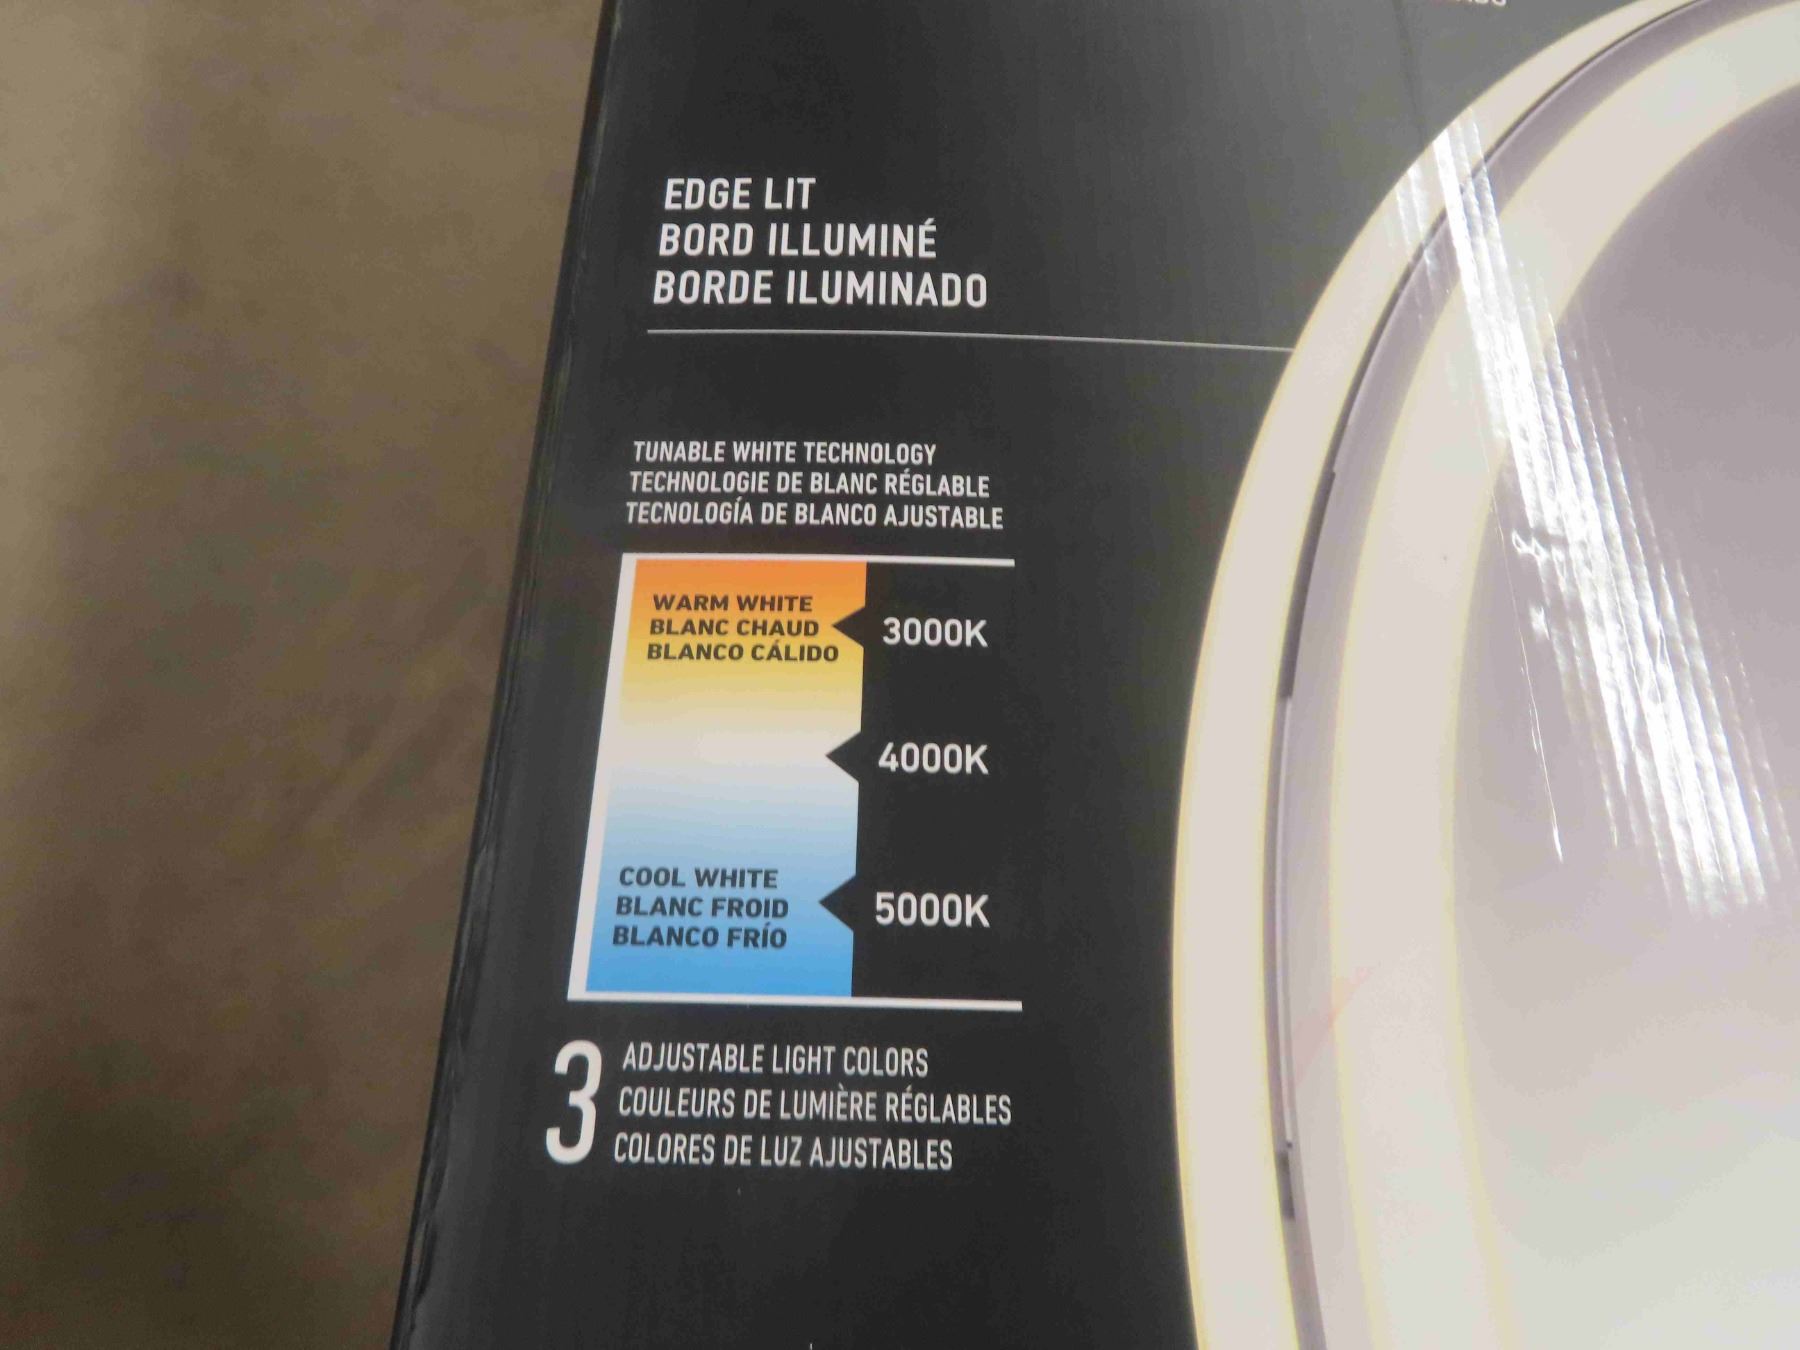 EDGE LIT
BORD ILLUMINÉ
BORDE ILUMINADO
TUNABLE WHITE TECHNOLOGY
TECHNOLOGIE DE BLANC RÉGLABLE
TECNOLOGÍA DE BLANCO AJUSTABLE
WARM WHITE
BLANC CHAUD
BLANCO CÁLIDO
3000K
4000K
COOL WHITE
BLANC FROID
BLANCO FRÍO
5000K
3
ADJUSTABLE LIGHT COLORS
COULEURS DE LUMIÈRE RÉGLABLES
COLORES DE LUZ AJUSTABLES